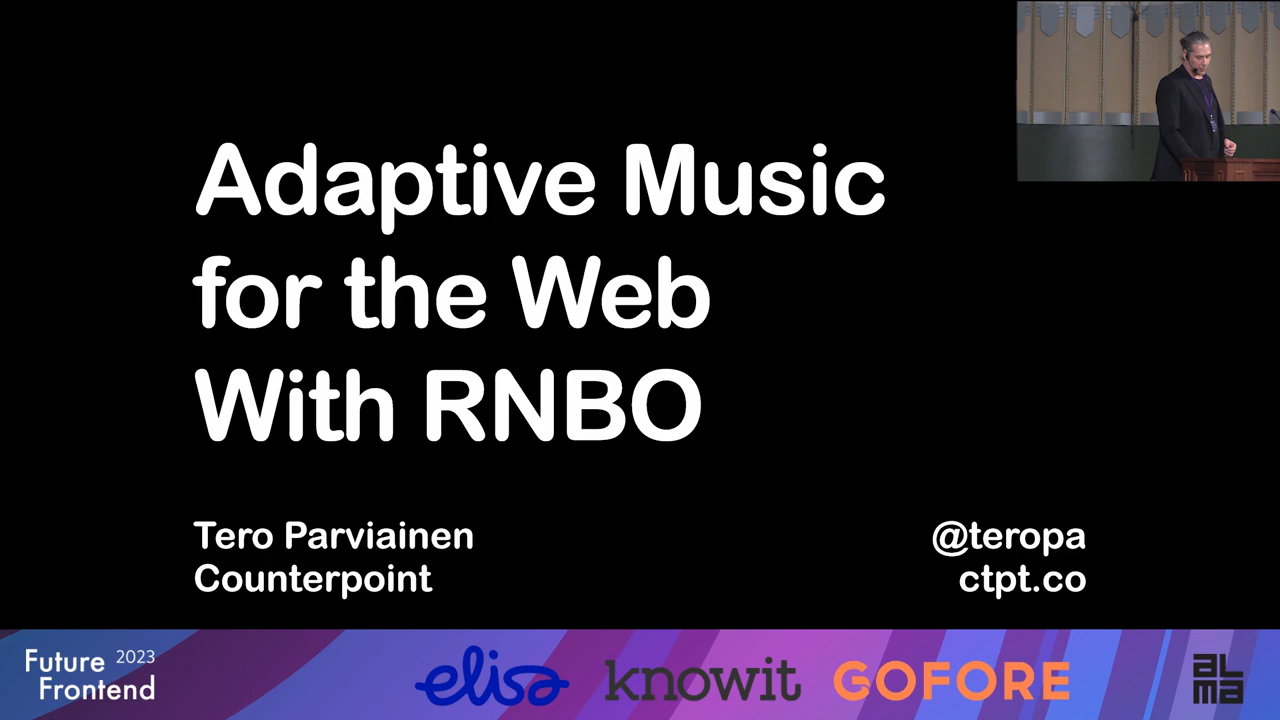 Adaptive Music
for the Web
With RNBO
Tero Parviainen
Counterpoint
@teropa
ctpt.co
Future 2023
Frontend
elisa
knowit
GOFORE
ALMA